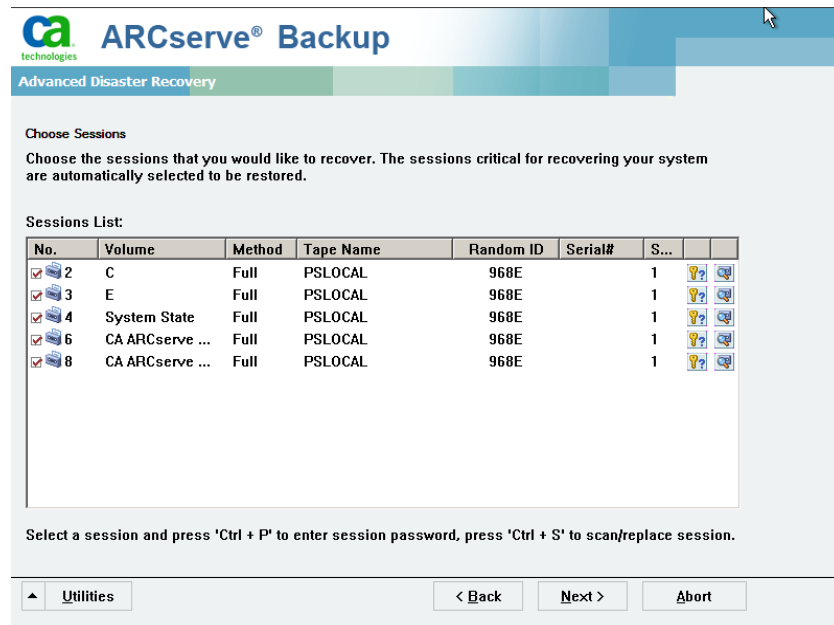 ca
technologies
ARCserve® Backup
Advanced Disaster Recovery
Choose Sessions
Choose the sessions that you would like to recover. The sessions critical for recovering your system
are automatically selected to be restored.
Sessions List:
No. Volume Method Tape Name Random ID Serial# S...
2 C Full PSLOCAL 968E 1
3 E Full PSLOCAL 968E 1
4 System State Full PSLOCAL 968E 1
6 CA ARCserve ... Full PSLOCAL 968E 1
8 CA ARCserve ... Full PSLOCAL 968E 1
Select a session and press 'Ctrl + P' to enter session password, press 'Ctrl + S' to scan/replace session.
Utilities < Back Next > Abort